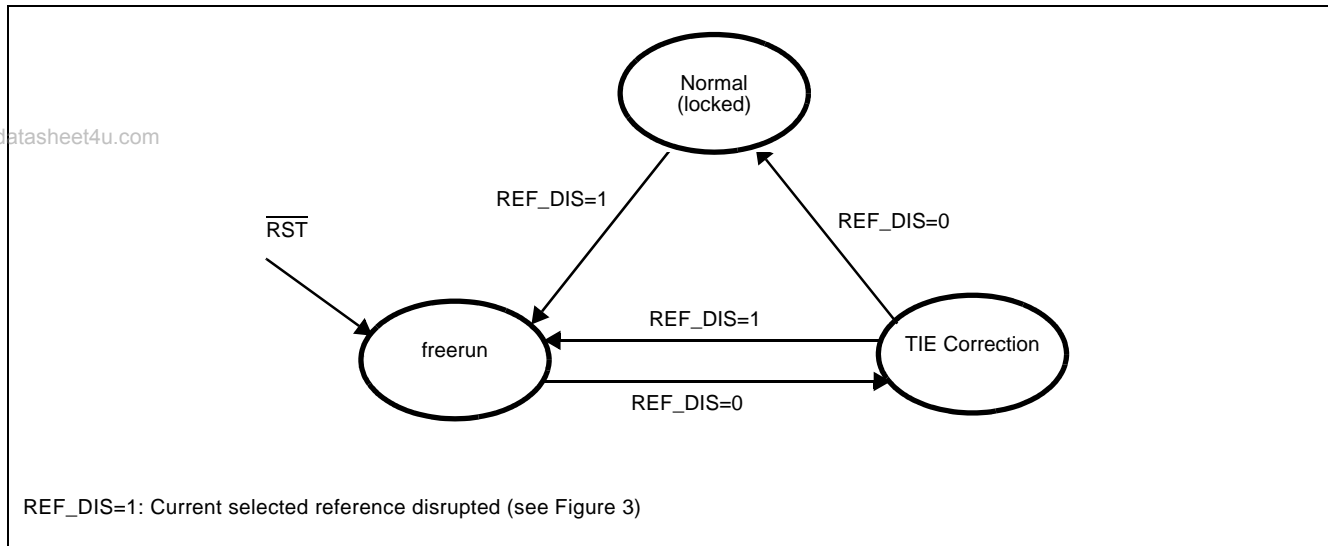 Normal
(locked)
datasheet4u.com
REF_DIS=1
REF_DIS=0
RST
REF_DIS=1
freerun
TIE Correction
REF_DIS=0
REF_DIS=1: Current selected reference disrupted (see Figure 3)